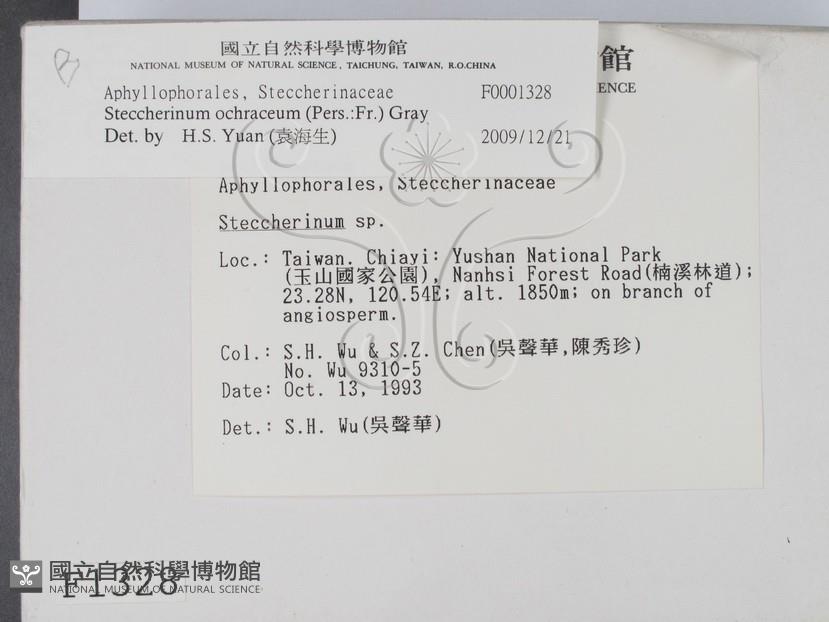 國立自然科學博物館
NATIONAL MUSEUM OF NATURAL SCIENCE, TAICHUNG, TAIWAN, R.O.CHINA
Aphyllophorales, Steccherinaceae F0001328
Steccherinum ochraceum (Pers.:Fr.) Gray
Det. by H.S. Yuan (袁海生) 2009/12/21
館
ENCE
Aphyllophorales, Steccherinaceae
Steccherinum sp.
Loc.: Taiwan. Chiayi: Yushan National Park
(玉山國家公園), Nanhsi Forest Road(楠溪林道);
23.28N, 120.54E; alt. 1850m; on branch of
angiosperm.
Col.: S.H. Wu & S.Z. Chen(吳聲華,陳秀珍)
No. Wu 9310-5
Date: Oct. 13, 1993
Det.: S.H. Wu(吳聲華)
F1328
國立自然科學博物館
NATIONAL MUSEUM OF NATURAL SCIENCE